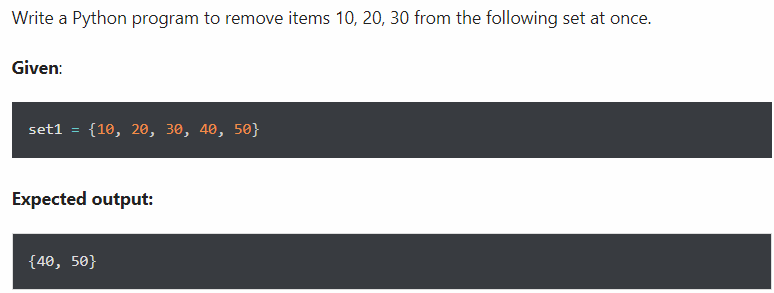 Write a Python program to remove items 10, 20, 30 from the following set at once.
Given:
set1 = {10, 20, 30, 40, 50}
Expected output:
{40, 50}